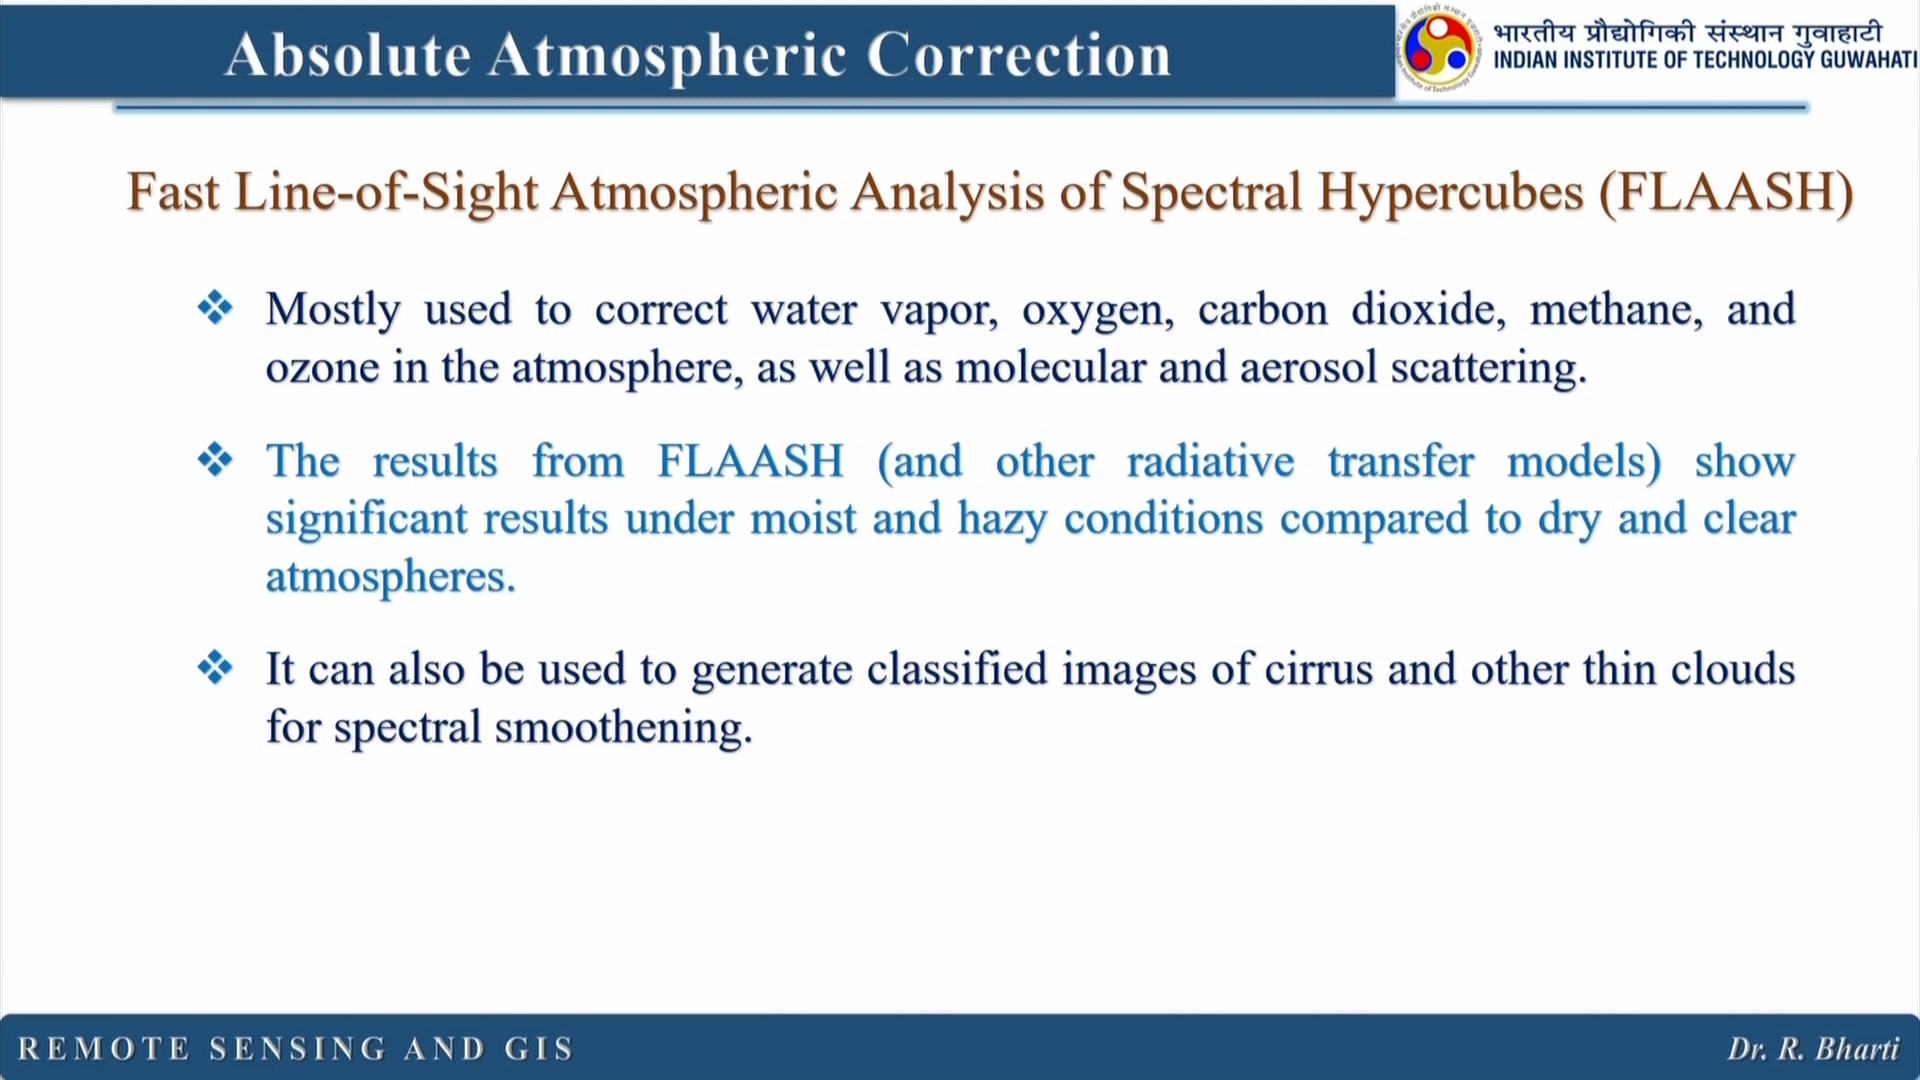 Absolute Atmospheric Correction
भारतीय प्रौद्योगिकी संस्थान गुवाहाटी
INDIAN INSTITUTE OF TECHNOLOGY GUWAHATI
Fast Line-of-Sight Atmospheric Analysis of Spectral Hypercubes (FLAASH)
❖ Mostly used to correct water vapor, oxygen, carbon dioxide, methane, and
ozone in the atmosphere, as well as molecular and aerosol scattering.
❖ The results from FLAASH (and other radiative transfer models) show
significant results under moist and hazy conditions compared to dry and clear
atmospheres.
❖ It can also be used to generate classified images of cirrus and other thin clouds
for spectral smoothening.
REMOTE SENSING AND GIS
Dr. R. Bharti